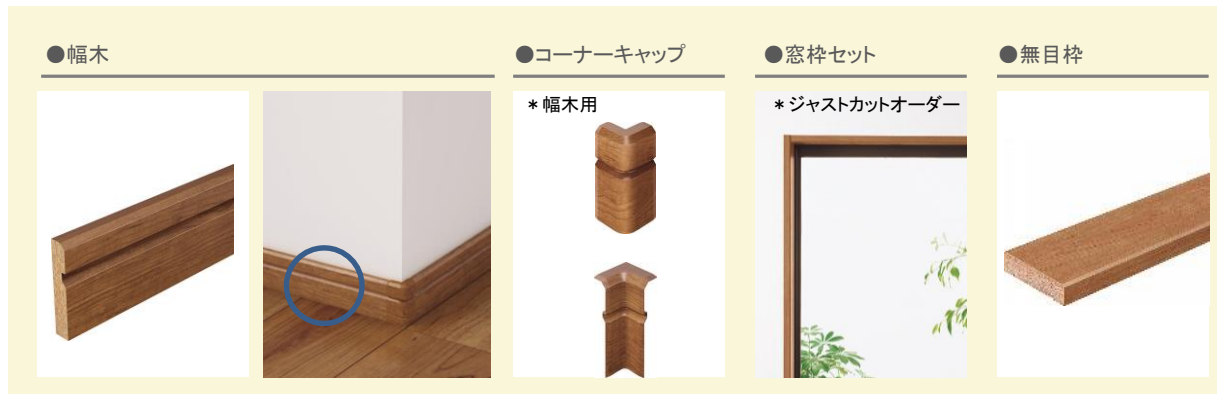 ●幅木
●コーナーキャップ
●窓枠セット
●無目枠
*幅木用
*ジャストカットオーダー